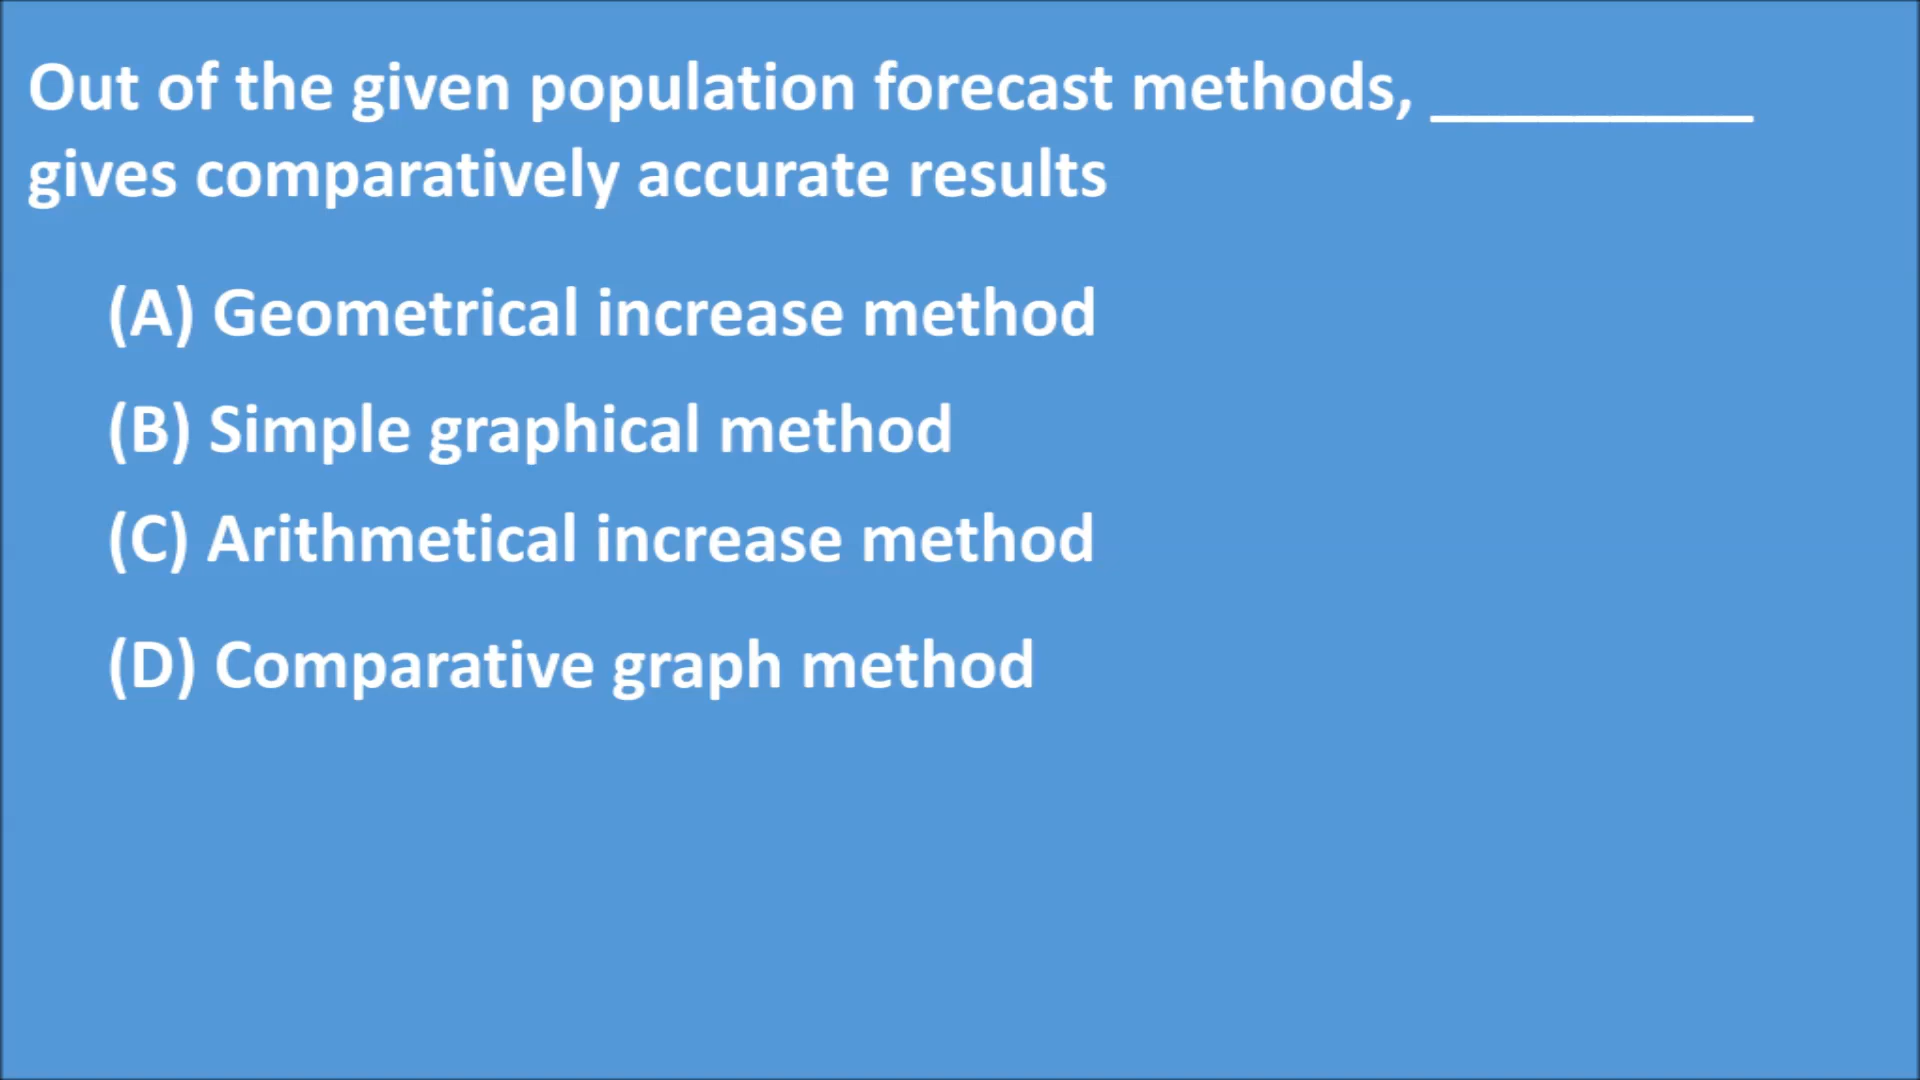 Out of the given population forecast methods, __________
gives comparatively accurate results
(A) Geometrical increase method
(B) Simple graphical method
(C) Arithmetical increase method
(D) Comparative graph method